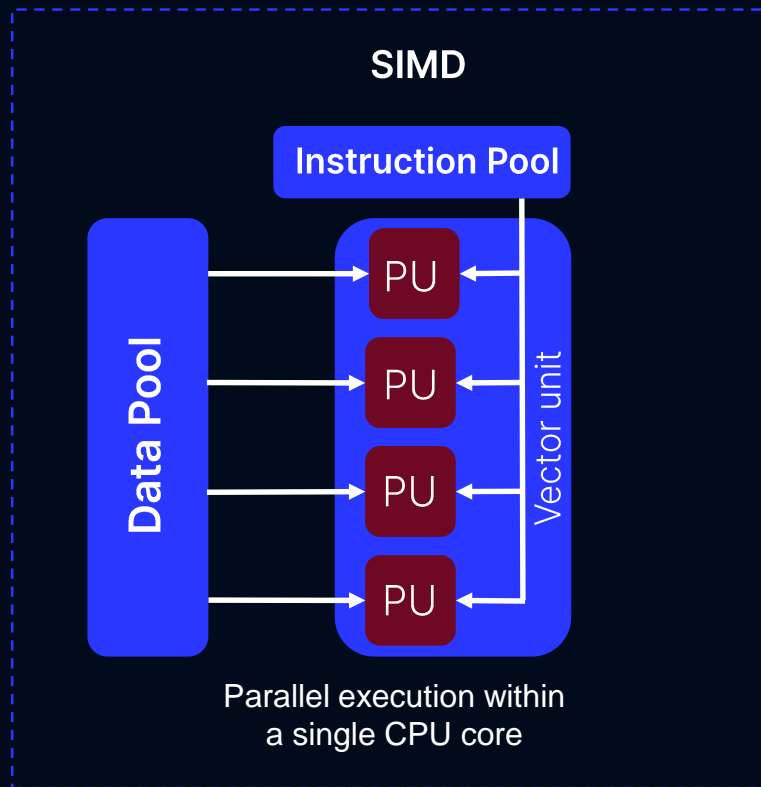 SIMD
Instruction Pool
Data Pool
PU
PU
PU
PU
Vector unit
Parallel execution within
a single CPU core